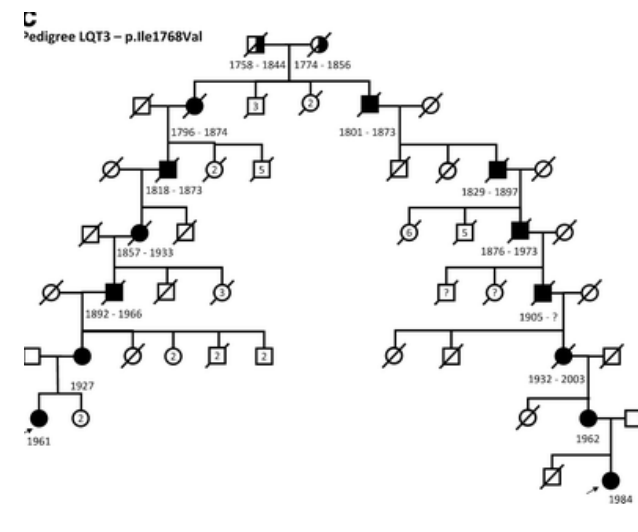 C
Pedigree LQT3 – p.Ile1768Val
1758 - 1844 1774 - 1856
3 2
1796 - 1874 1801 - 1873
2 5
1818 - 1873 1829 - 1897
6 5
1857 - 1933 1876 - 1973
3 ? ?
1892 - 1966 1905 - ?
2 2 2
1927 1932 - 2003
2
1961 1962
1984